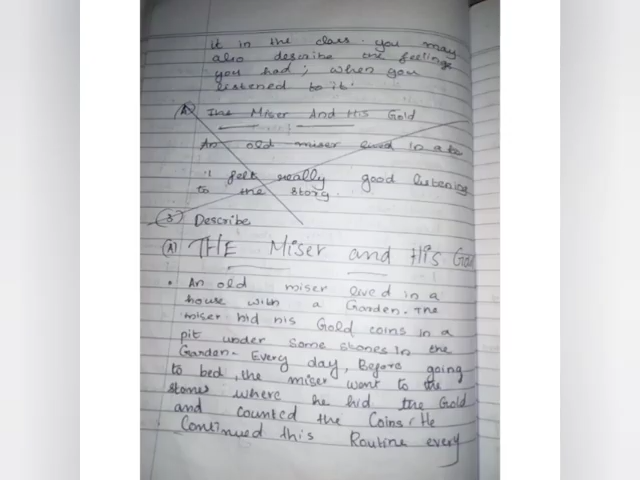 it in the class. you may
also describe the feelings
you had; when you
listened to it.
A) The Miser And His Gold
An old miser lived in a
I felt really good listening
to the story.
3) Describe
(A) THE Miser and His
• An old miser lived in a
house with a Garden. The
miser hid his Gold coins in a
pit under some stones in the
Garden. Every day, Before going
to bed, the miser went to the
stones where he hid the Gold
and counted the Coins. He
Continued this Routine every